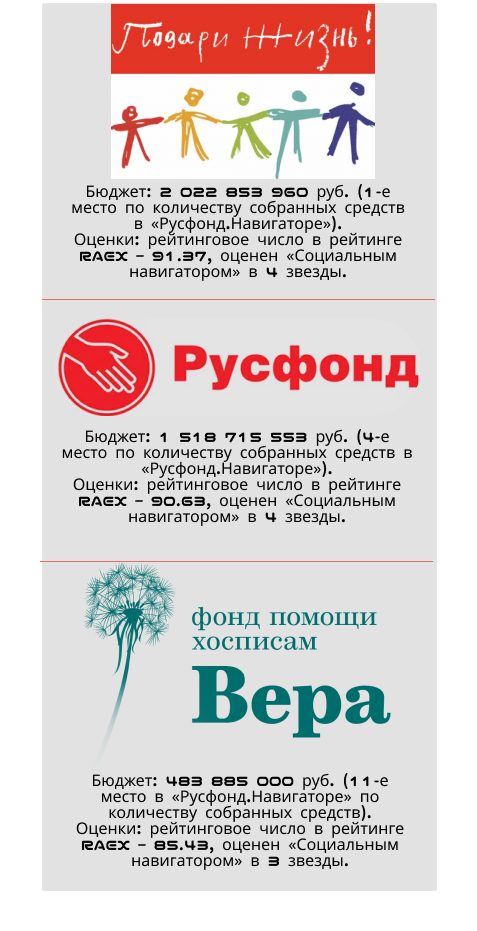 Подари жизнь!
Бюджет: 2 022 853 960 руб. (1-е
место по количеству собранных средств
в «Русфонд.Навигаторе»).
Оценки: рейтинговое число в рейтинге
RAEX – 91.37, оценен «Социальным
навигатором» в 4 звезды.
Русфонд
Бюджет: 1 518 715 553 руб. (4-е
место по количеству собранных средств в
«Русфонд.Навигаторе»).
Оценки: рейтинговое число в рейтинге
RAEX – 90.63, оценен «Социальным
навигатором» в 4 звезды.
фонд помощи
хосписам
Вера
Бюджет: 483 885 000 руб. (11-е
место в «Русфонд.Навигаторе» по
количеству собранных средств).
Оценки: рейтинговое число в рейтинге
RAEX – 85.43, оценен «Социальным
навигатором» в 3 звезды.